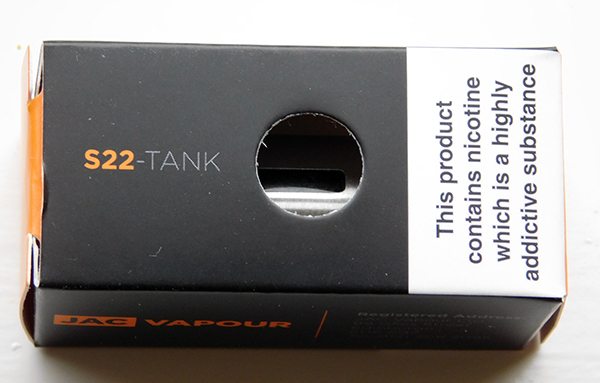 S22-TANK
This product
contains nicotine
which is a highly
addictive substance
JAC VAPOUR
Registered Address: